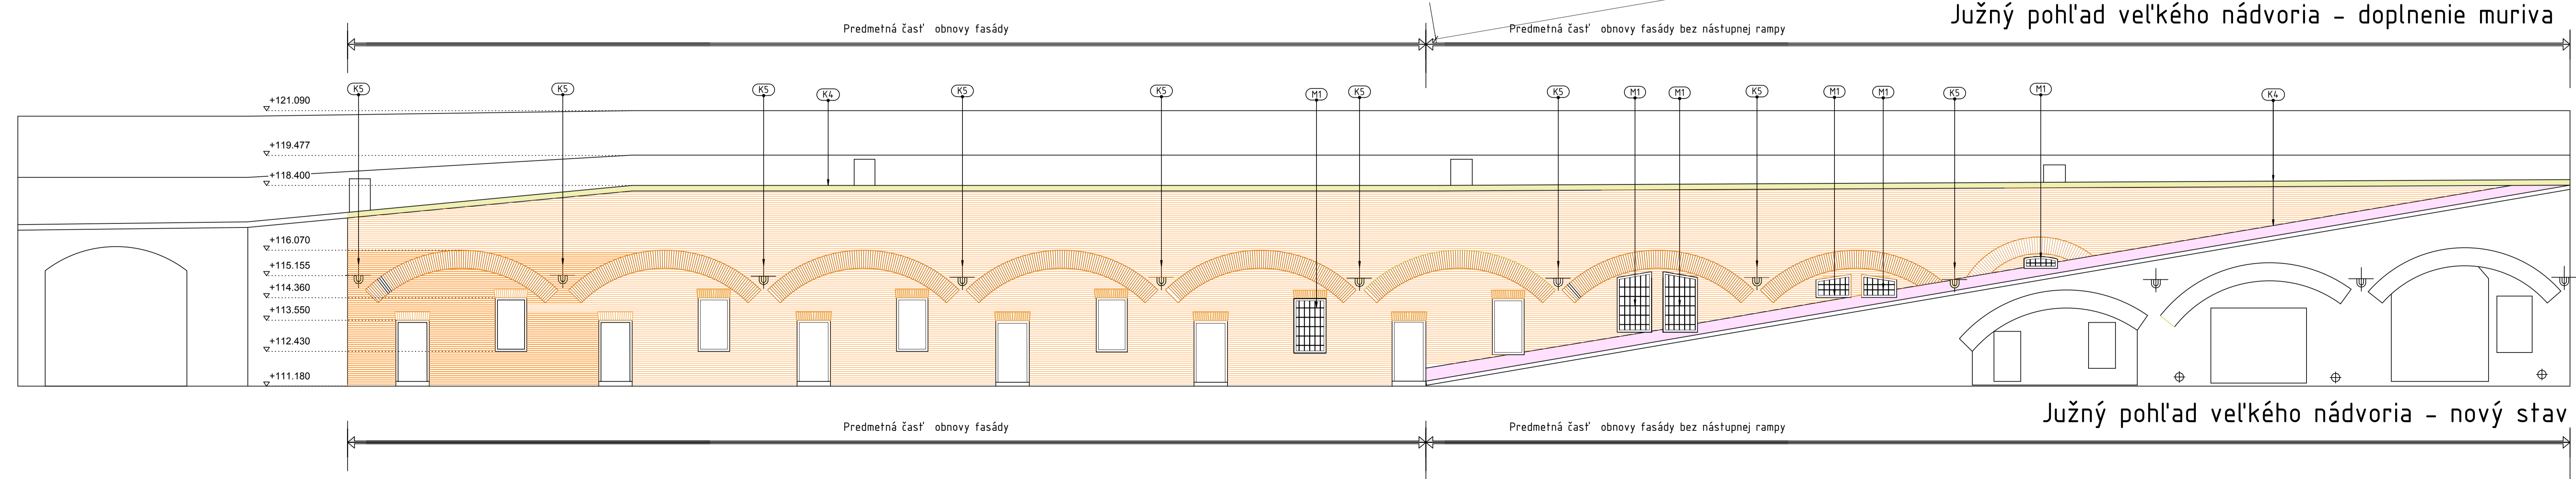 Južný pohľad veľkého nádvoria - doplnenie muriva
Predmetná časť obnovy fasády
Predmetná časť obnovy fasády bez nástupnej rampy
K5
K5
K5
K4
K5
K5
M1
K5
K5
M1
M1
K5
M1
M1
K5
M1
K4
+121.090
+119.477
+118.400
+116.070
+115.155
+114.360
+113.550
+112.430
+111.180
Južný pohľad veľkého nádvoria - nový stav
Predmetná časť obnovy fasády
Predmetná časť obnovy fasády bez nástupnej rampy